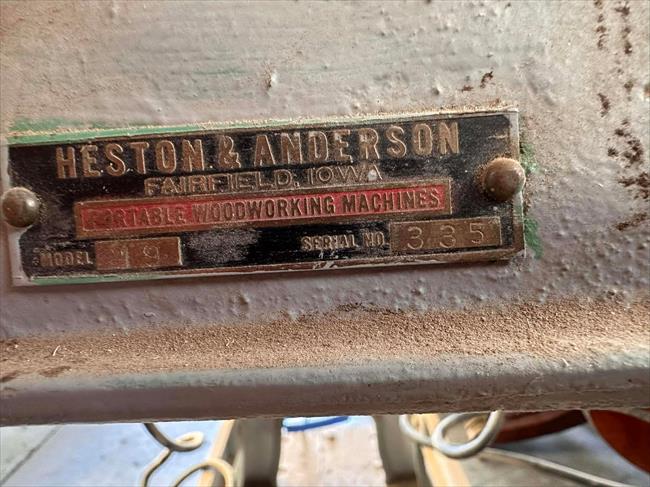 HESTON & ANDERSON
FAIRFIELD, IOWA
PORTABLE WOODWORKING MACHINES
MODEL 19 SERIAL NO 335